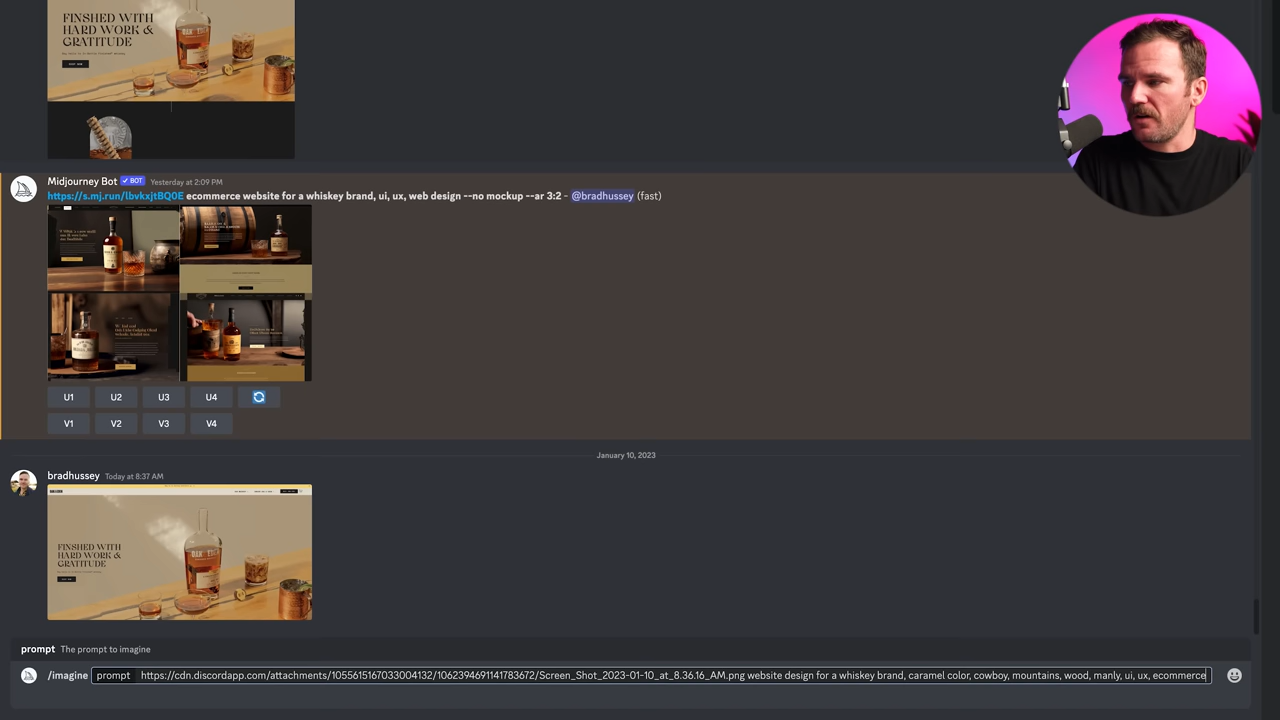 FINSHED WITH
HARD WORK &
GRATITUDE
Midjourney Bot ✓ BOT Yesterday at 2:09 PM
https://s.mj.run/lbvkxjtBQ0E ecommerce website for a whiskey brand, ui, ux, web design --no mockup --ar 3:2 - @bradhussey (fast)
U1 U2 U3 U4
V1 V2 V3 V4
January 10, 2023
bradhussey Today at 8:37 AM
FINSHED WITH
HARD WORK &
GRATITUDE
prompt The prompt to imagine
/imagine prompt https://cdn.discordapp.com/attachments/1055615167033004132/1062394691141783672/Screen_Shot_2023-01-10_at_8.36.16_AM.png website design for a whiskey brand, caramel color, cowboy, mountains, wood, manly, ui, ux, ecommerce